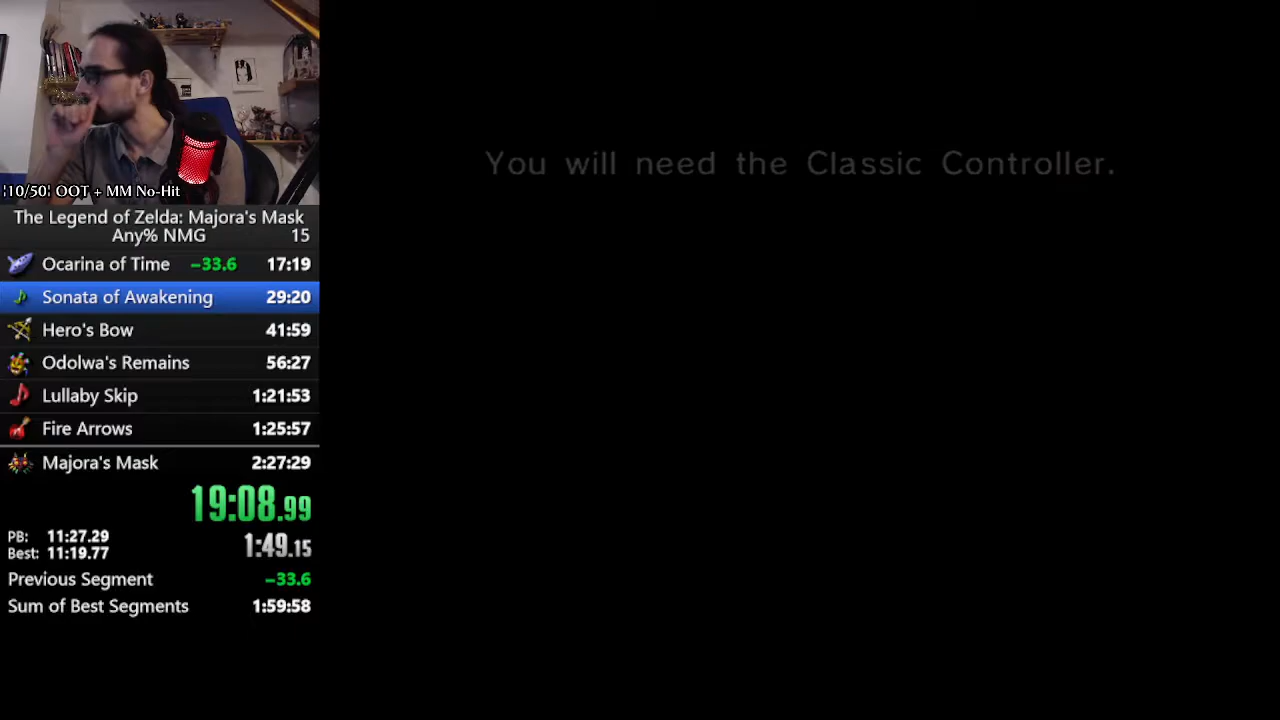 You will need the Classic Controller.
¦10/50¦ OOT + MM No-Hit
The Legend of Zelda: Majora's Mask
Any% NMG 15
Ocarina of Time −33.6 17:19
Sonata of Awakening 29:20
Hero's Bow 41:59
Odolwa's Remains 56:27
Lullaby Skip 1:21:53
Fire Arrows 1:25:57
Majora's Mask 2:27:29
19:08.99
PB: 11:27.29
Best: 11:19.77
1:49.15
Previous Segment −33.6
Sum of Best Segments 1:59:58